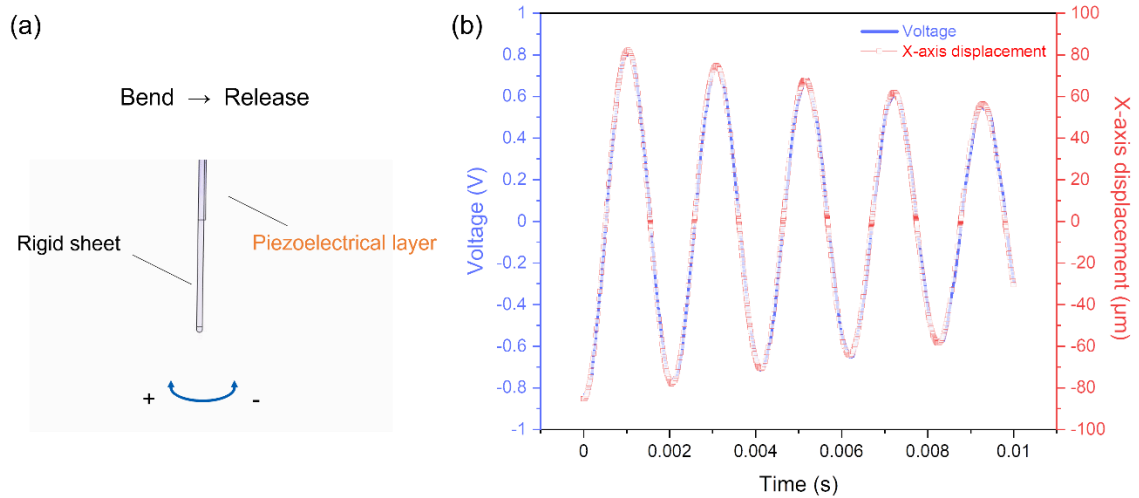 (a)
Bend → Release
Rigid sheet
Piezoelectrical layer
+ -
(b)
Voltage
X-axis displacement
1
0.8
0.6
0.4
0.2
0
-0.2
-0.4
-0.6
-0.8
-1
Voltage (V)
100
80
60
40
20
0
-20
-40
-60
-80
-100
X-axis displacement (μm)
0 0.002 0.004 0.006 0.008 0.01
Time (s)